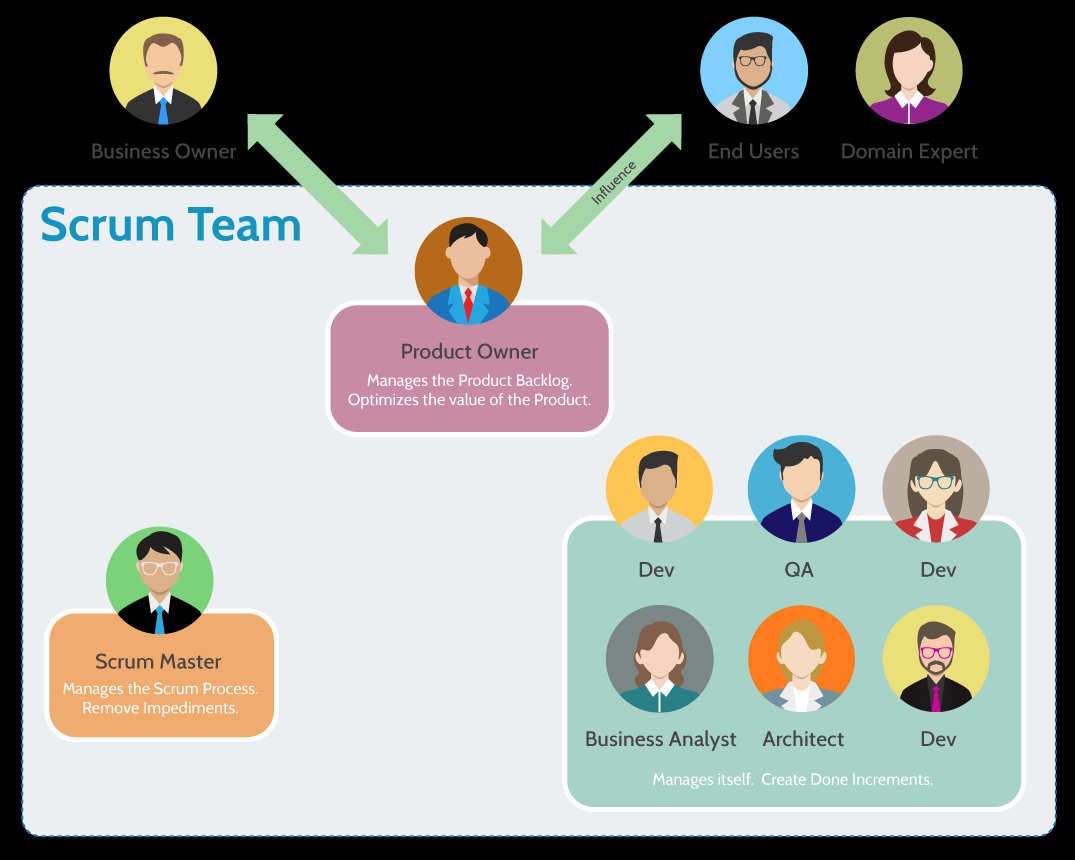 Business Owner
End Users
Domain Expert
Influence
Scrum Team
Product Owner
Manages the Product Backlog.
Optimizes the value of the Product.
Dev
QA
Dev
Scrum Master
Manages the Scrum Process.
Remove Impediments.
Business Analyst
Architect
Dev
Manages itself. Create Done Increments.